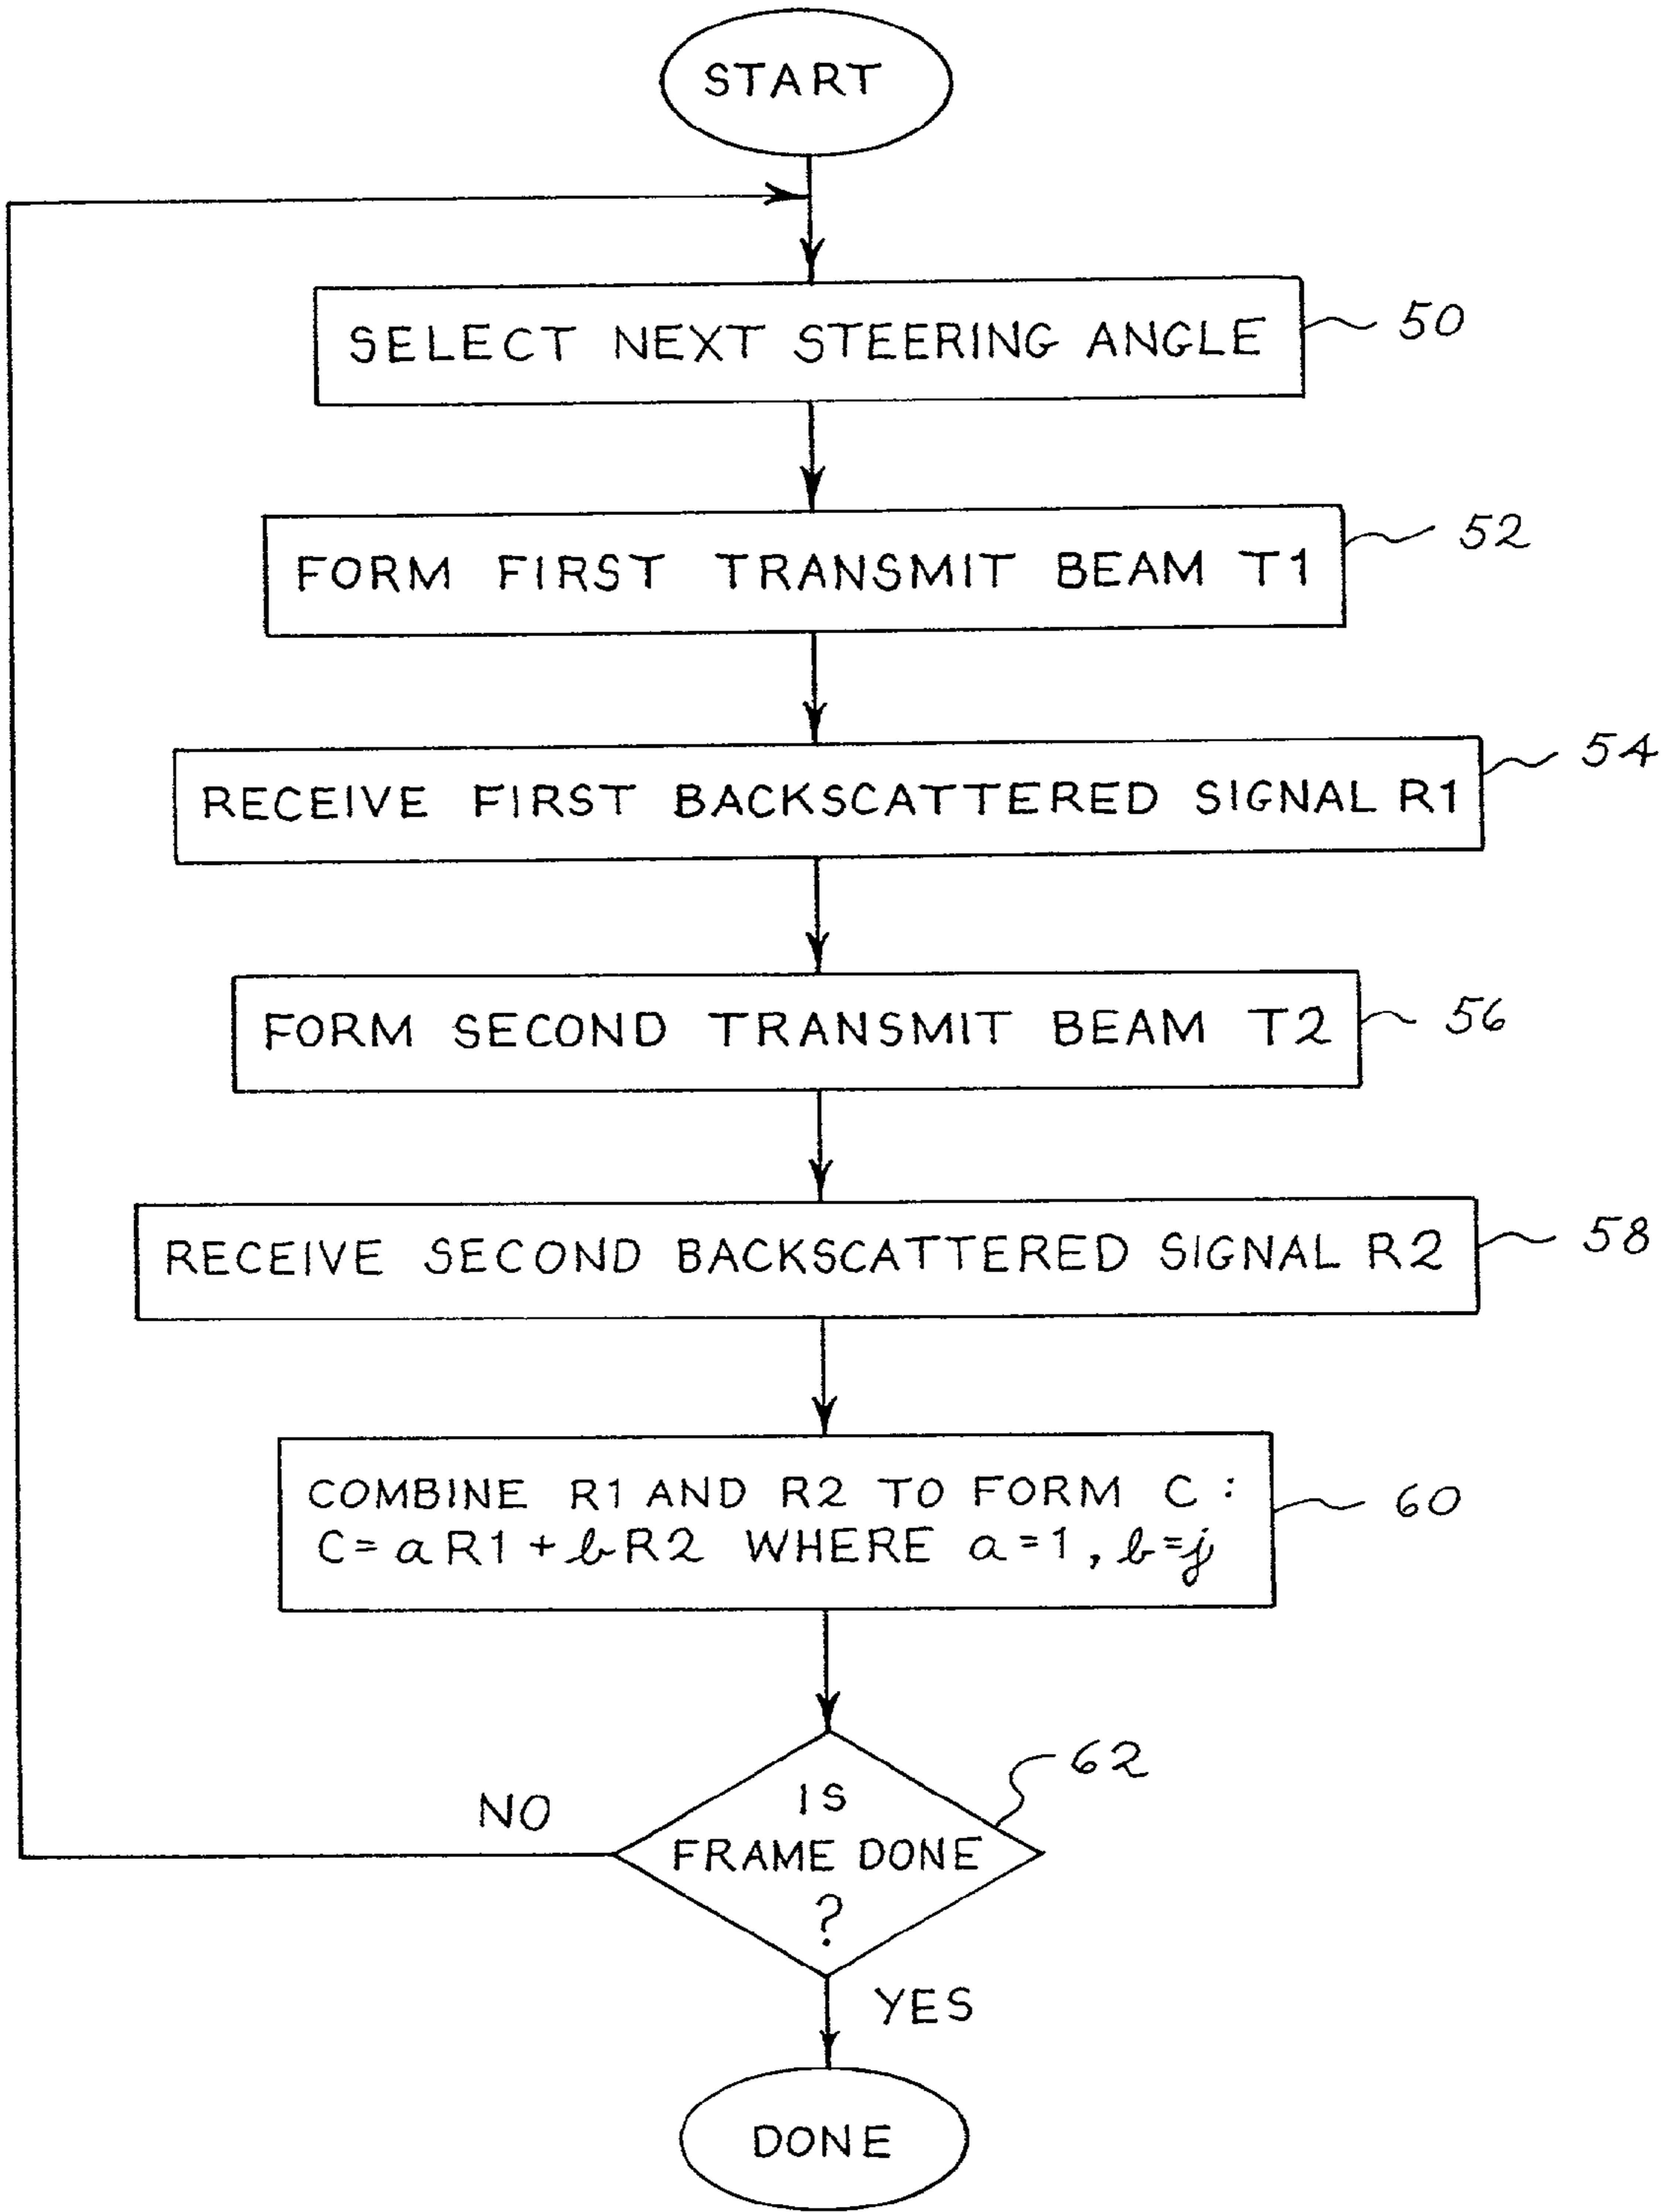 START
SELECT NEXT STEERING ANGLE
50
FORM FIRST TRANSMIT BEAM T1
52
RECEIVE FIRST BACKSCATTERED SIGNAL R1
54
FORM SECOND TRANSMIT BEAM T2
56
RECEIVE SECOND BACKSCATTERED SIGNAL R2
58
COMBINE R1 AND R2 TO FORM C :
C = a R1 + b R2 WHERE a = 1 , b = j
60
62
IS
FRAME DONE
?
NO
YES
DONE